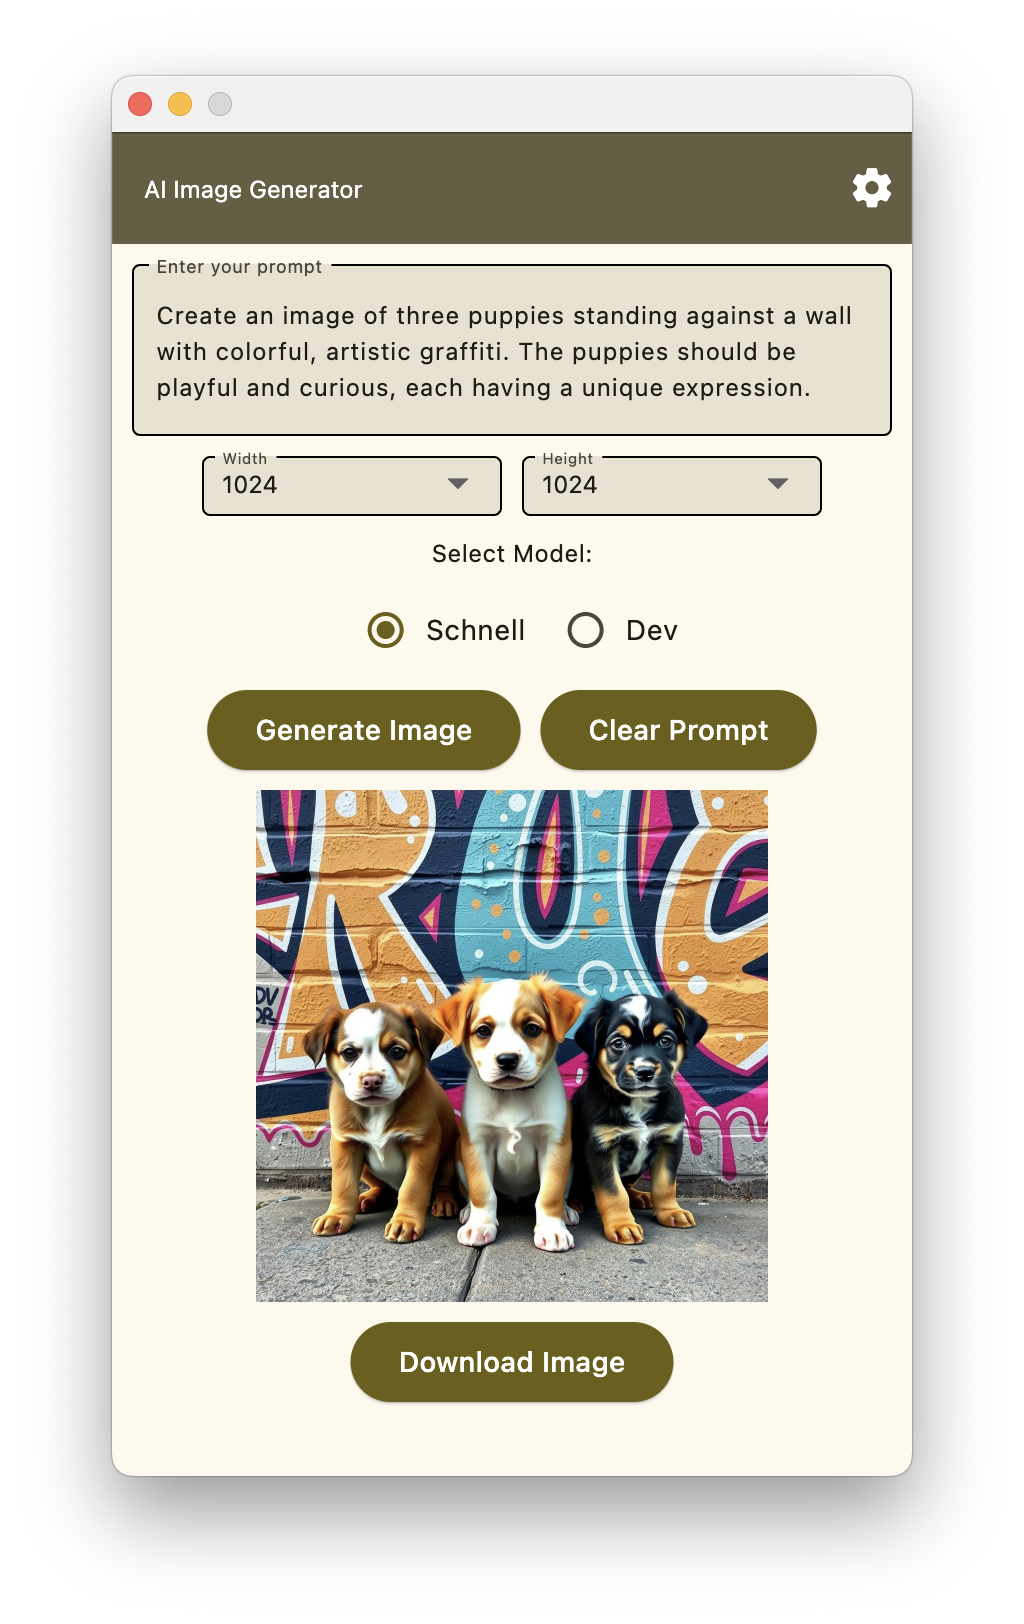 AI Image Generator
Enter your prompt
Create an image of three puppies standing against a wall
with colorful, artistic graffiti. The puppies should be
playful and curious, each having a unique expression.
Width
1024
Height
1024
Select Model:
Schnell
Dev
Generate Image
Clear Prompt
Download Image